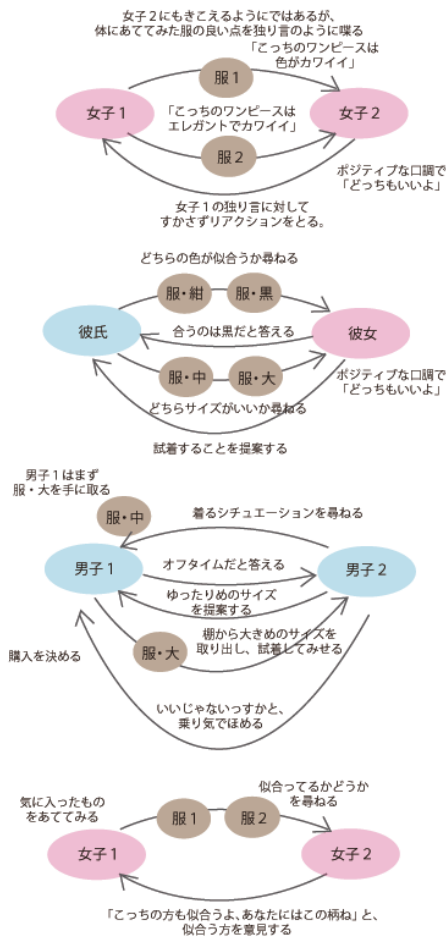 女子２にもきこえるようにではあるが、
体にあててみた服の良い点を独り言のように喋る
「こっちのワンピースは
色がカワイイ」
服１
女子１
女子２
「こっちのワンピースは
エレガントでカワイイ」
服２
ポジティブな口調で
「どっちもいいよ」
女子１の独り言に対して
すかさずリアクションをとる。
どちらの色が似合うか尋ねる
服・紺
服・黒
彼氏
合うのは黒だと答える
彼女
服・中
服・大
どちらサイズがいいか尋ねる
ポジティブな口調で
「どっちもいいよ」
試着することを提案する
男子１はまず
服・大を手に取る
服・中
着るシチュエーションを尋ねる
男子１
オフタイムだと答える
男子２
ゆったりめのサイズ
を提案する
服・大
棚から大きめのサイズを
取り出し、試着してみせる
購入を決める
いいじゃないっすかと、
乗り気でほめる
気に入ったもの
をあててみる
服１
服２
似合ってるかどうか
を尋ねる
女子１
女子２
「こっちの方も似合うよ、あなたにはこの柄ね」と、
似合う方を意見する